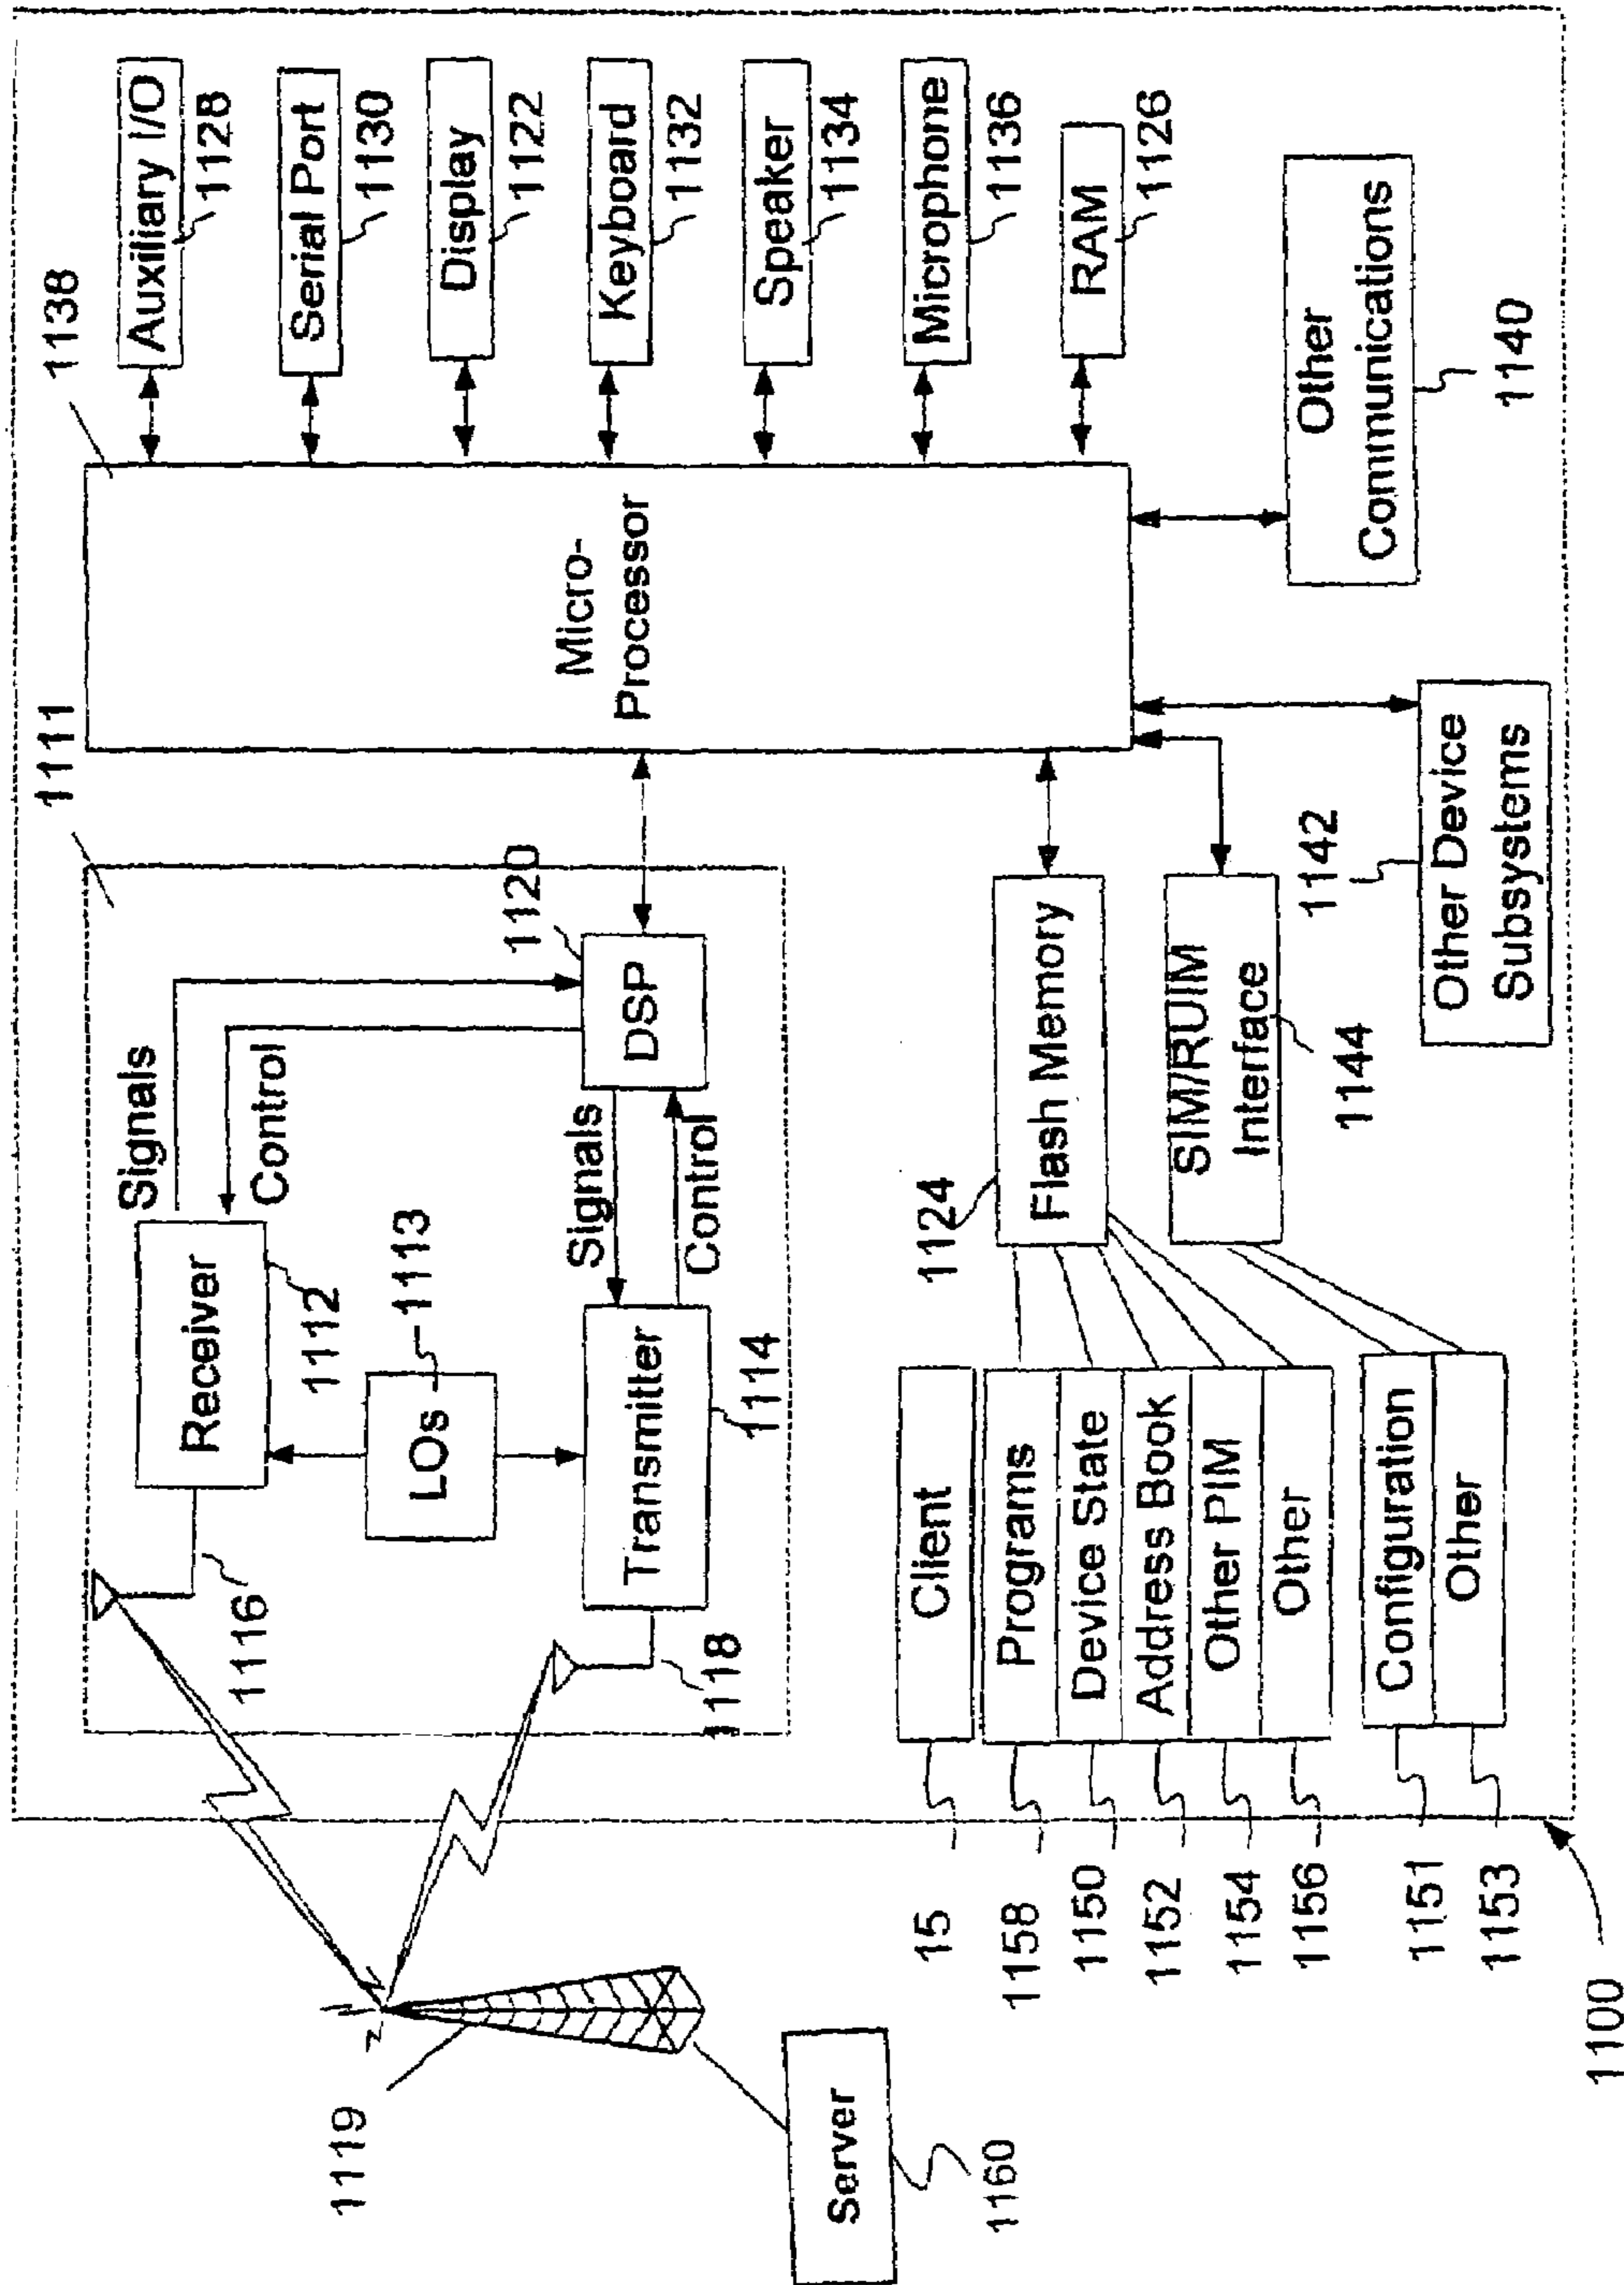 1138
1111
Auxiliary I/O
1128
Serial Port
1130
Display
1122
Keyboard
1132
Speaker
1134
Microphone
1136
RAM
1126
Micro-
Processor
Other
Communications
1140
Signals
Control
Receiver
1112
1116
LOs
1113
DSP
1120
Signals
Control
Transmitter
1114
1118
1119
Server
1160
1124
Flash Memory
SIM/RUIM
Interface
1144
1142
Other Device
Subsystems
Client
Programs
Device State
Address Book
Other PIM
Other
Configuration
Other
15
1158
1150
1152
1154
1156
1151
1153
1100